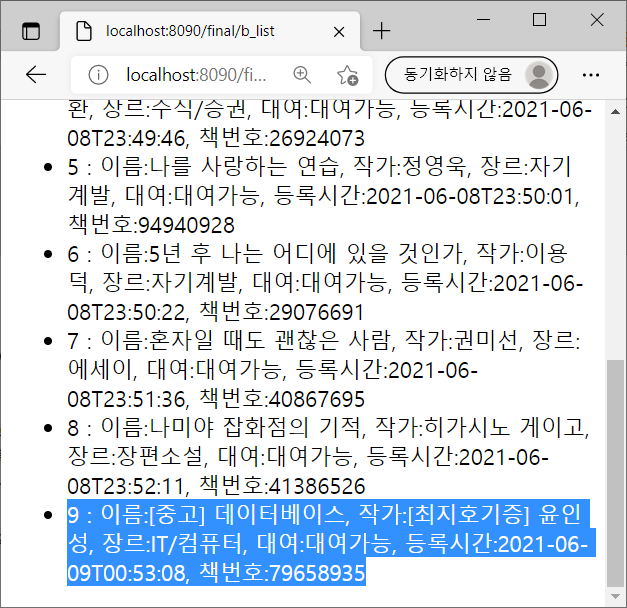 localhost:8090/final/b_list
localhost:8090/fi...
동기화하지 않음
환, 장르:주식/증권, 대여:대여가능, 등록시간:2021-06-
08T23:49:46, 책번호:26924073
5 : 이름:나를 사랑하는 연습, 작가:정영욱, 장르:자기
계발, 대여:대여가능, 등록시간:2021-06-08T23:50:01,
책번호:94940928
6 : 이름:5년 후 나는 어디에 있을 것인가, 작가:이용
덕, 장르:자기계발, 대여:대여가능, 등록시간:2021-06-
08T23:50:22, 책번호:29076691
7 : 이름:혼자일 때도 괜찮은 사람, 작가:권미선, 장르:
에세이, 대여:대여가능, 등록시간:2021-06-
08T23:51:36, 책번호:40867695
8 : 이름:나미야 잡화점의 기적, 작가:히가시노 게이고,
장르:장편소설, 대여:대여가능, 등록시간:2021-06-
08T23:52:11, 책번호:41386526
9 : 이름:[중고] 데이터베이스, 작가:[최지호기증] 윤인
성, 장르:IT/컴퓨터, 대여:대여가능, 등록시간:2021-06-
09T00:53:08, 책번호:79658935